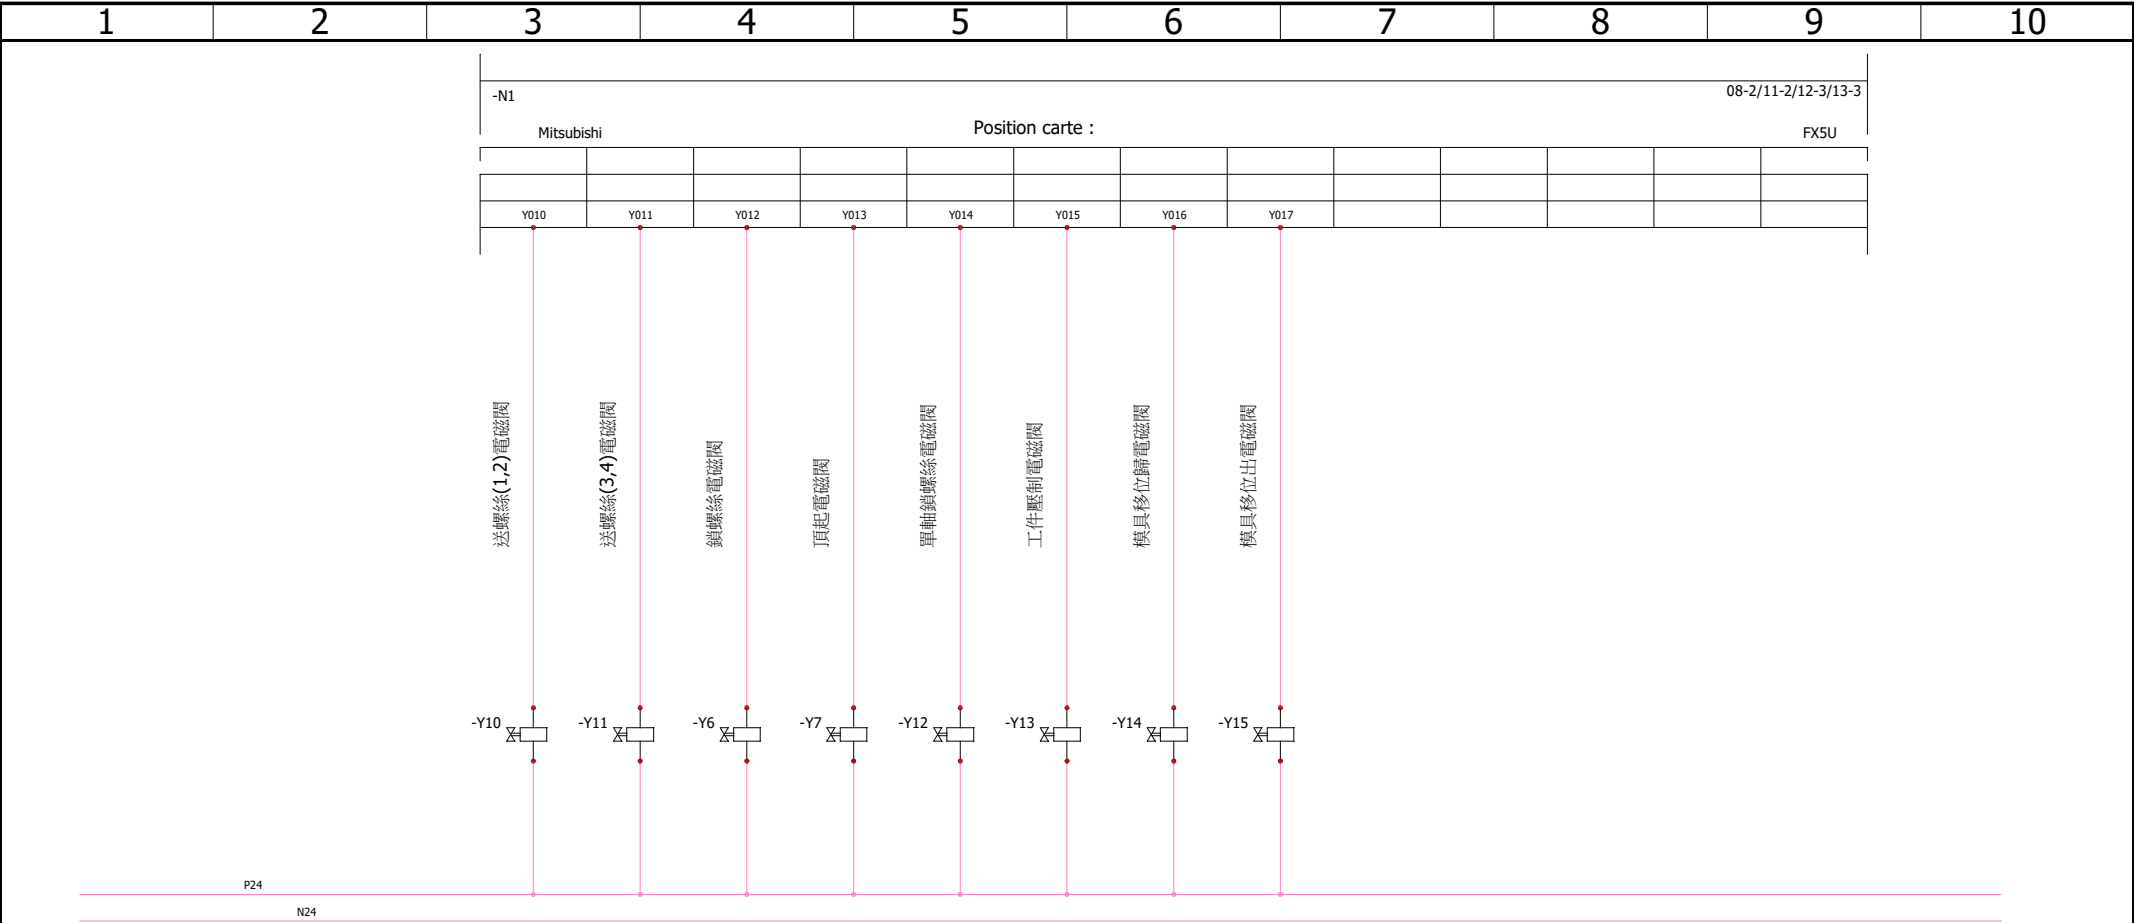 1 2 3 4 5 6 7 8 9 10
-N1 08-2/11-2/12-3/13-3
Mitsubishi Position carte : FX5U
Y010 Y011 Y012 Y013 Y014 Y015 Y016 Y017
送螺絲(1,2)電磁閥
送螺絲(3,4)電磁閥
鎖螺絲電磁閥
頂起電磁閥
單軸鎖螺絲電磁閥
工件壓制電磁閥
模具移位歸電磁閥
模具移位出電磁閥
-Y10 -Y11 -Y6 -Y7 -Y12 -Y13 -Y14 -Y15
P24
N24